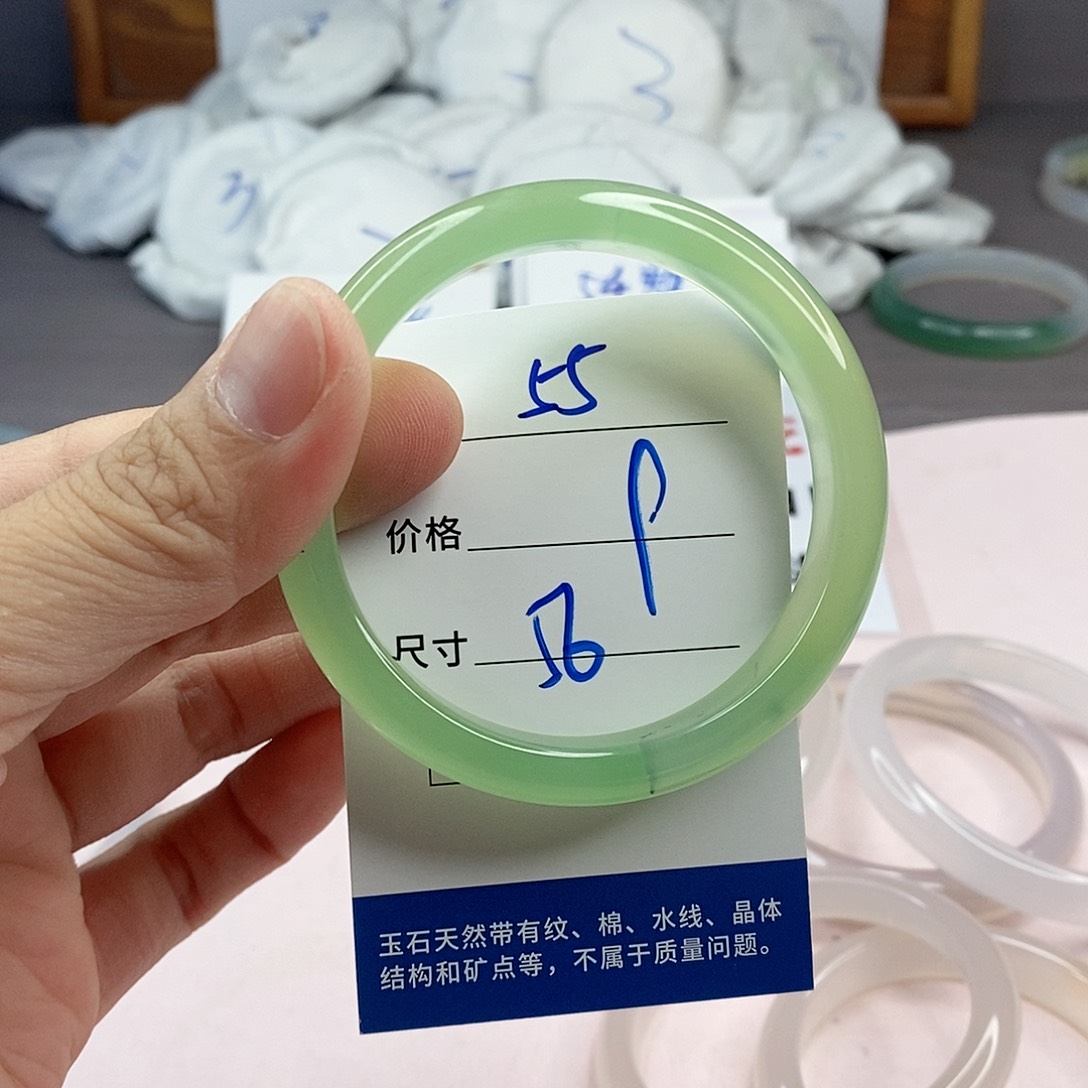 55
价格 P
尺寸 56
玉石天然带有纹、棉、水线、晶体
结构和矿点等，不属于质量问题。